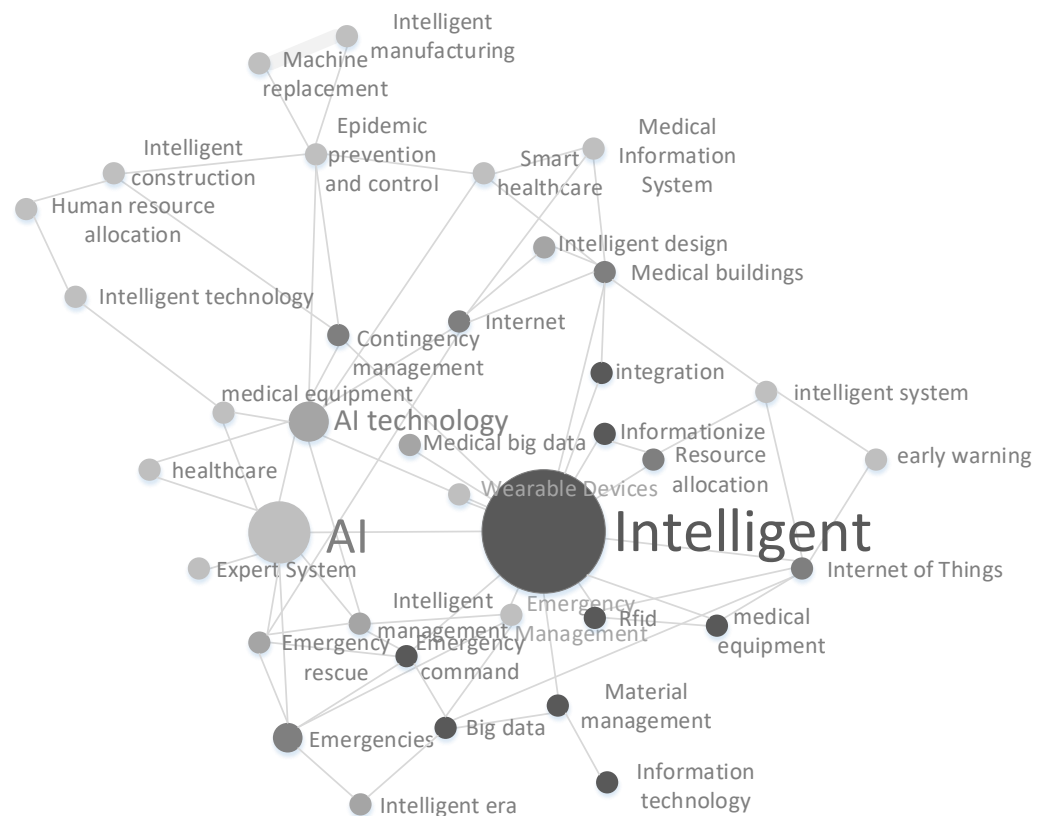 Intelligent
manufacturing
Machine
replacement
Epidemic
prevention
and control
Medical
Information
System
Intelligent
construction
Smart
healthcare
Human resource
allocation
Intelligent design
Medical buildings
Intelligent technology
Internet
Contingency
management
integration
medical equipment
intelligent system
AI technology
Medical big data
Informationize
Resource
allocation
early warning
healthcare
Wearable Devices
AI
Intelligent
Expert System
Internet of Things
Intelligent
management
Emergency
Management
Rfid
medical
equipment
Emergency
rescue
Emergency
command
Material
management
Emergencies
Big data
Information
technology
Intelligent era